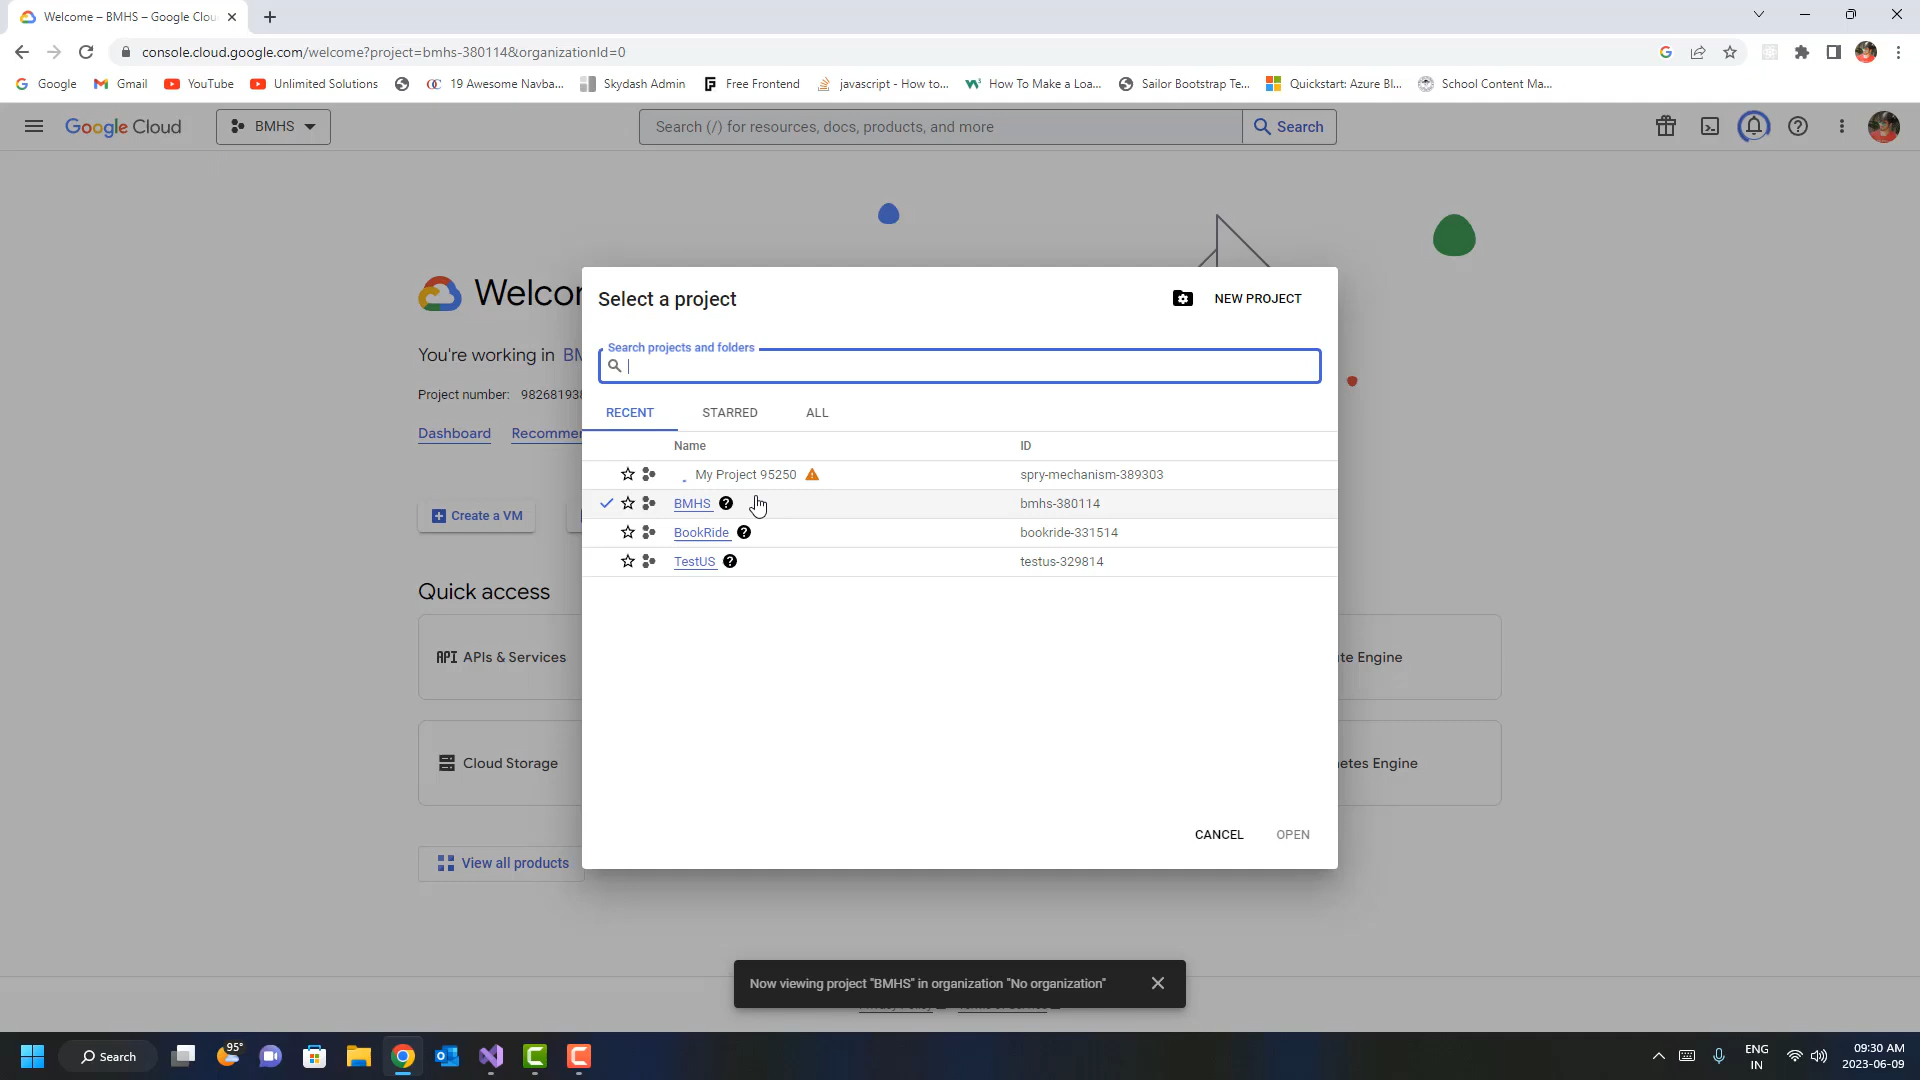 Welcome – BMHS – Google Clou
console.cloud.google.com/welcome?project=bmhs-380114&organizationId=0
Google
Gmail
YouTube
Unlimited Solutions
19 Awesome Navba...
Skydash Admin
Free Frontend
javascript - How to...
How To Make a Loa...
Sailor Bootstrap Te...
Quickstart: Azure Bl...
School Content Ma...
Google Cloud
BMHS
Search (/) for resources, docs, products, and more
Search
Welco
You're working in BM
Project number: 98268193
Dashboard
Recommen
Create a VM
Quick access
API APIs & Services
te Engine
Cloud Storage
etes Engine
View all products
Select a project
NEW PROJECT
Search projects and folders
RECENT
STARRED
ALL
Name
ID
My Project 95250
spry-mechanism-389303
BMHS
bmhs-380114
BookRide
bookride-331514
TestUS
testus-329814
CANCEL
OPEN
Now viewing project "BMHS" in organization "No organization"
95°
Search
ENG
IN
09:30 AM
2023-06-09